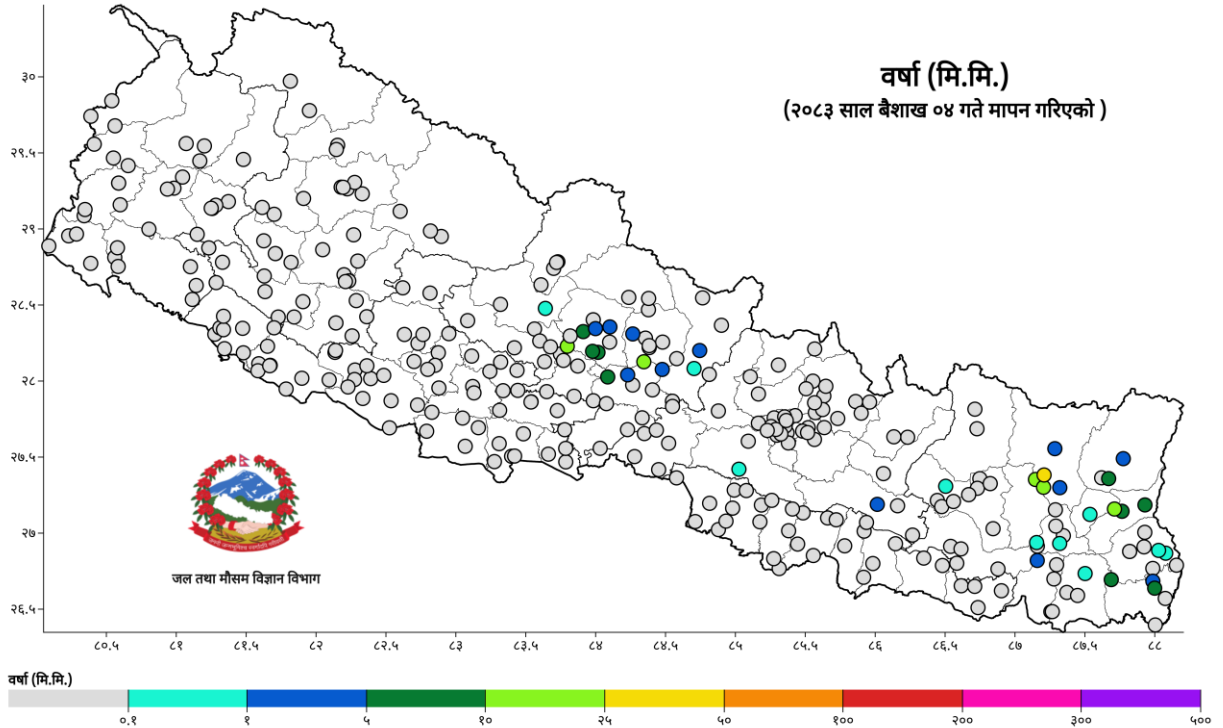 वर्षा (मि.मि.)
(२०८३ साल बैशाख ०४ गते मापन गरिएको )
३०
२९.५
२९
२८.५
२८
२७.५
२७
२६.५
जल तथा मौसम विज्ञान विभाग
८०.५ ८१ ८१.५ ८२ ८२.५ ८३ ८३.५ ८४ ८४.५ ८५ ८५.५ ८६ ८६.५ ८७ ८७.५ ८८
वर्षा (मि.मि.)
०.१ १ ५ १० २५ ५० १०० २०० ३०० ५००